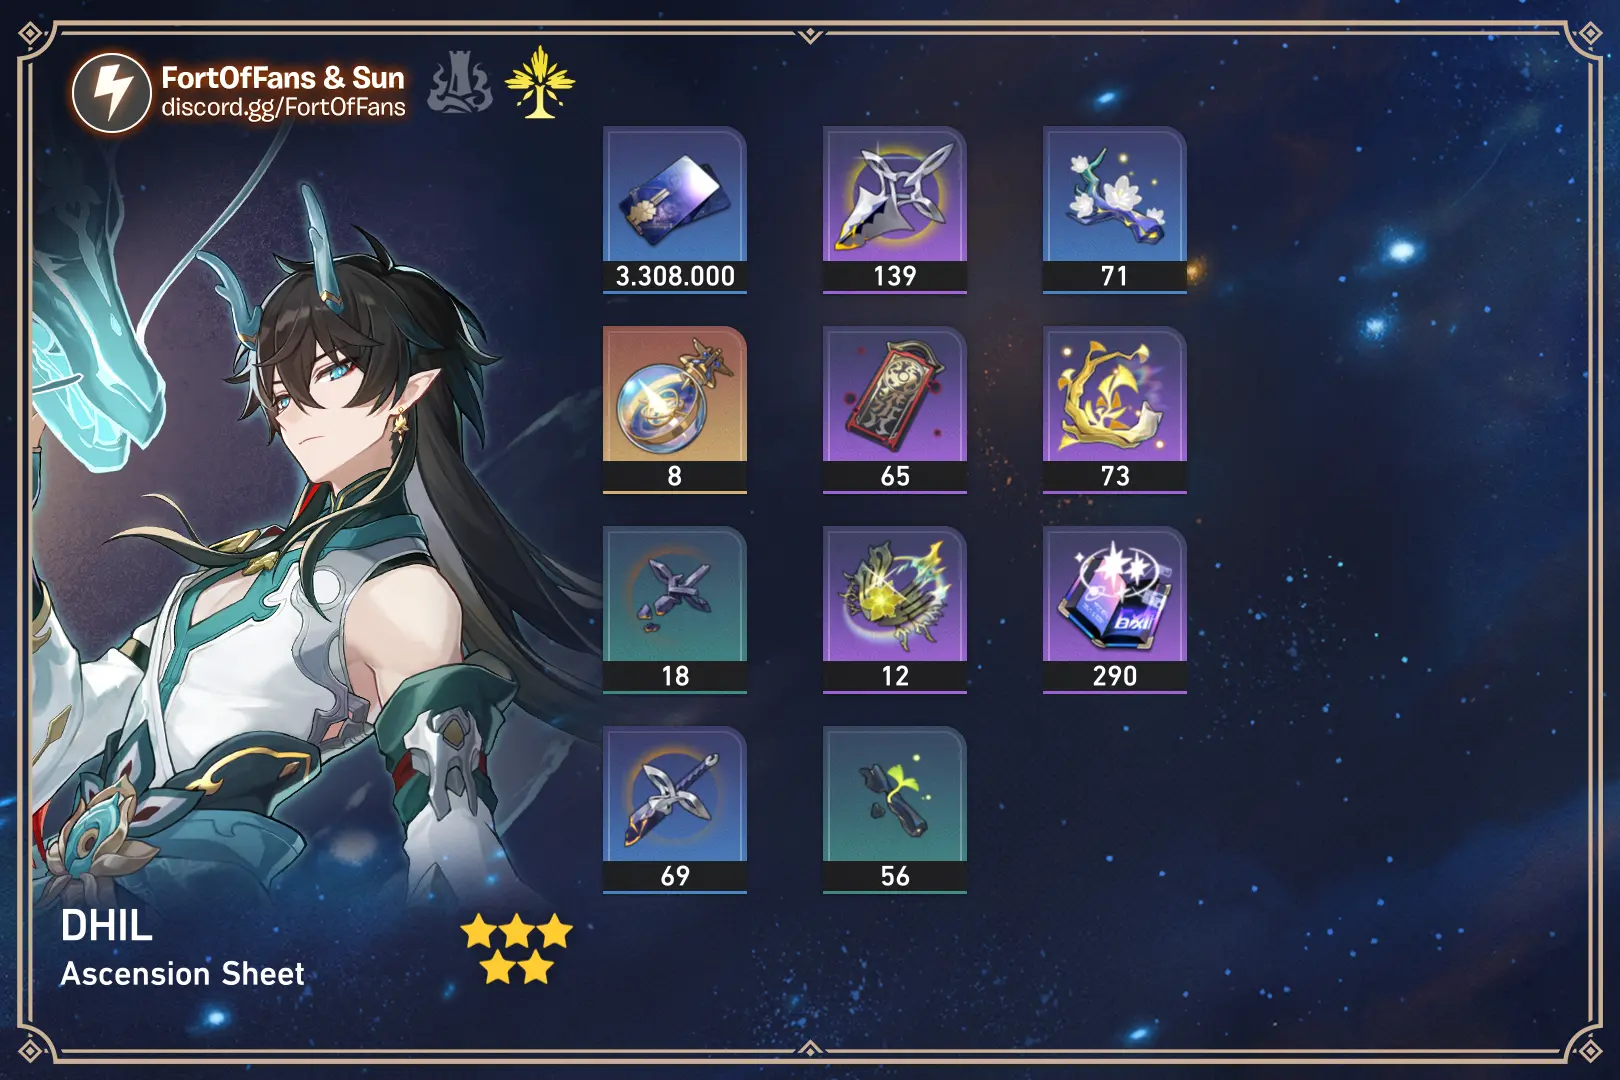 FortOfFans & Sun
discord.gg/FortOfFans
3.308.000
139
71
8
65
73
18
12
290
69
56
DHIL
Ascension Sheet